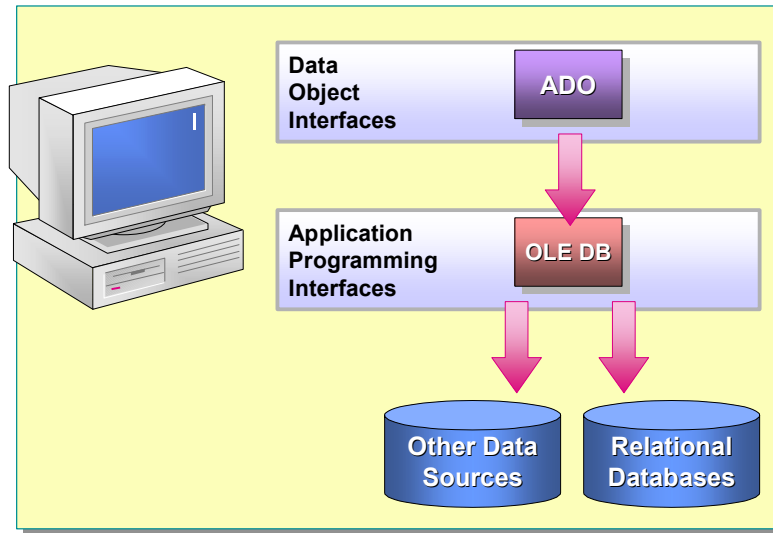 Data
Object
Interfaces
ADO
Application
Programming
Interfaces
OLE DB
Other Data
Sources
Relational
Databases